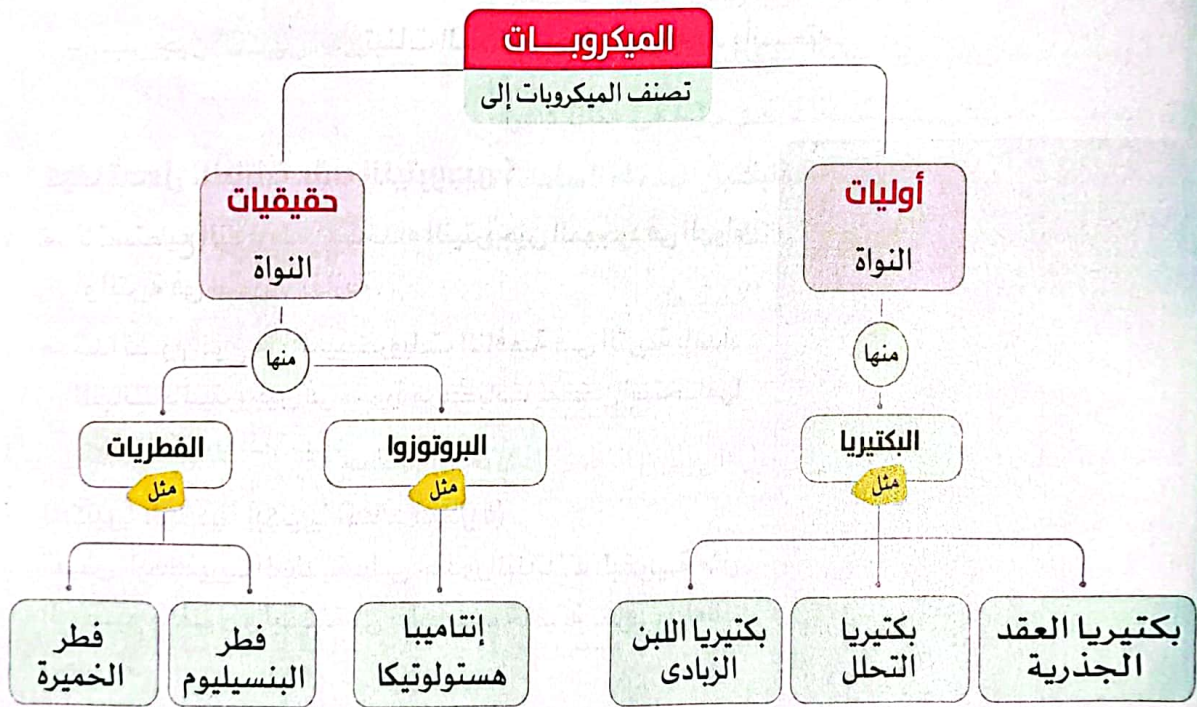 الميكروبات
تصنف الميكروبات إلى
أوليات
النواة
حقيقيات
النواة
منها
منها
البكتيريا
البروتوزوا
الفطريات
مثل
مثل
مثل
بكتيريا العقد
الجذرية
بكتيريا
التحلل
بكتيريا اللبن
الزبادى
إنتاميبا
هستولوتيكا
فطر
البنسيليوم
فطر
الخميرة